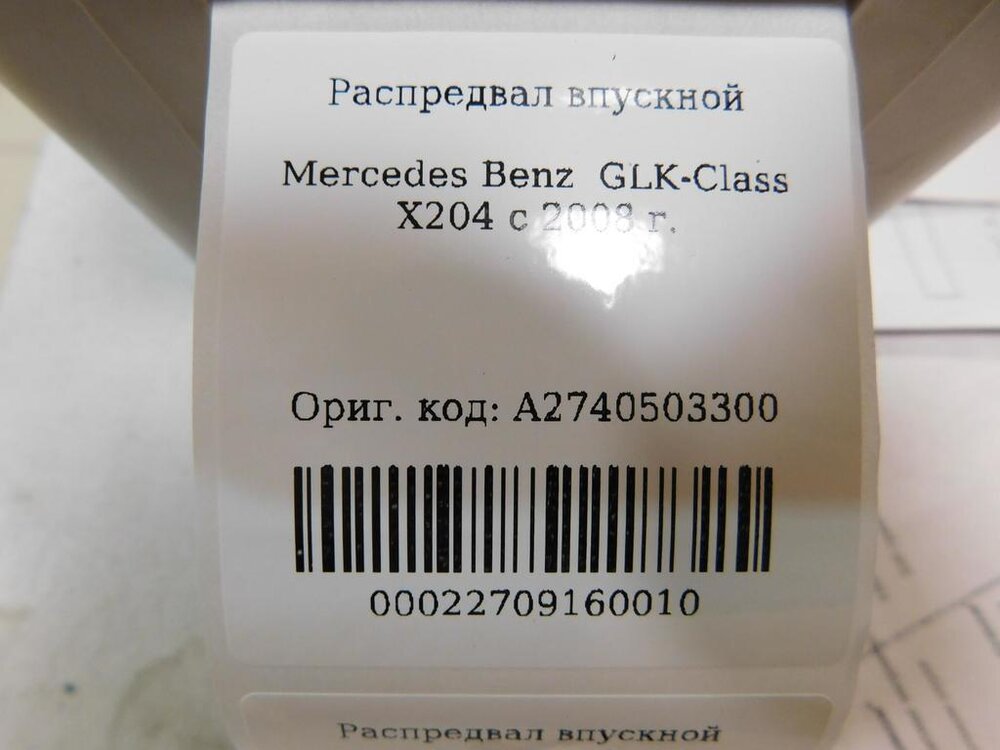 Распредвал впускной
Mercedes Benz GLK-Class
X204 с 2008 г.
Ориг. код: A2740503300
00022709160010
Распредвал впускной